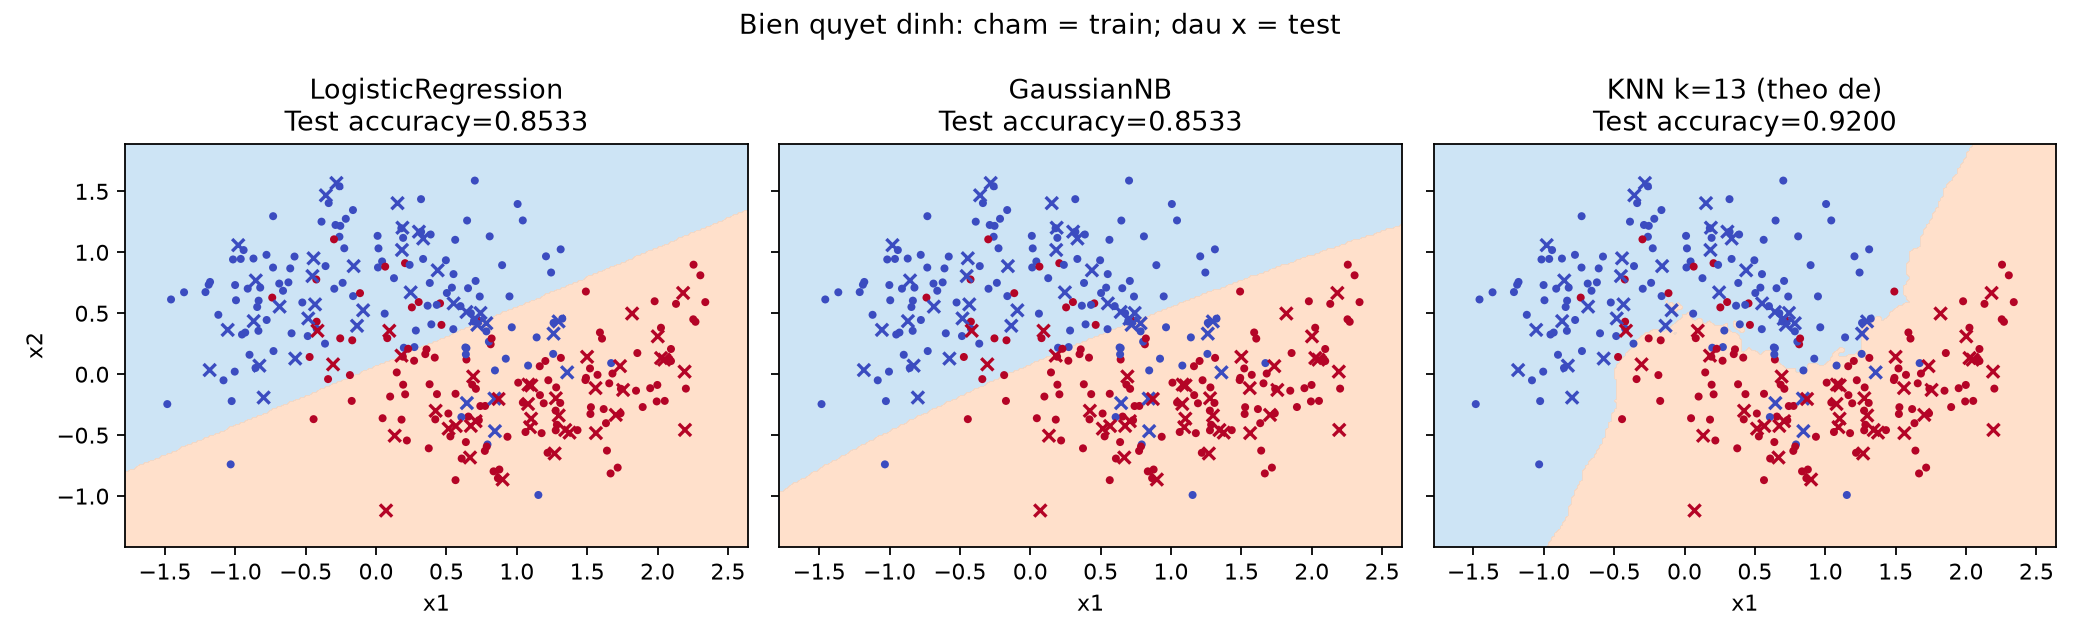 Bien quyet dinh: cham = train; dau x = test
LogisticRegression
Test accuracy=0.8533
GaussianNB
Test accuracy=0.8533
KNN k=13 (theo de)
Test accuracy=0.9200
x2
1.5
1.0
0.5
0.0
−0.5
−1.0
−1.5 −1.0 −0.5 0.0 0.5 1.0 1.5 2.0 2.5
x1
−1.5 −1.0 −0.5 0.0 0.5 1.0 1.5 2.0 2.5
x1
−1.5 −1.0 −0.5 0.0 0.5 1.0 1.5 2.0 2.5
x1